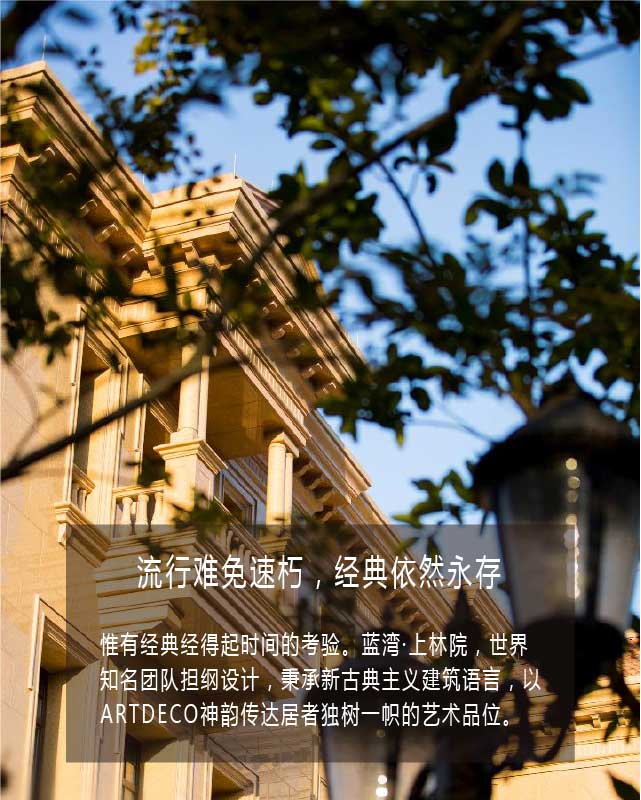 流行难免速朽，经典依然永存
惟有经典经得起时间的考验。蓝湾·上林院，世界
知名团队担纲设计，秉承新古典主义建筑语言，以
ARTDECO神韵传达居者独树一帜的艺术品位。